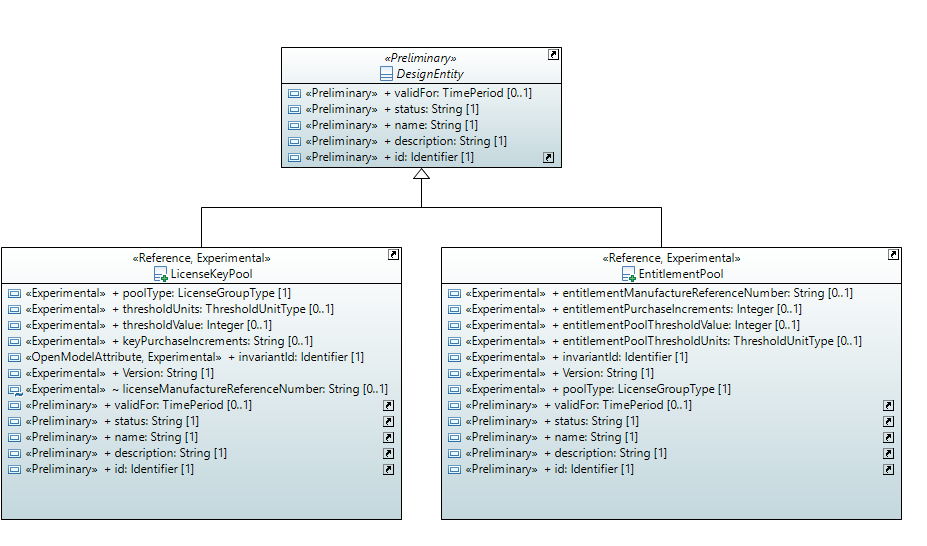 «Preliminary»
DesignEntity
«Preliminary» + validFor: TimePeriod [0..1]
«Preliminary» + status: String [1]
«Preliminary» + name: String [1]
«Preliminary» + description: String [1]
«Preliminary» + id: Identifier [1]
«Reference, Experimental»
LicenseKeyPool
«Experimental» + poolType: LicenseGroupType [1]
«Experimental» + thresholdUnits: ThresholdUnitType [0..1]
«Experimental» + thresholdValue: Integer [0..1]
«Experimental» + keyPurchaseIncrements: String [0..1]
«OpenModelAttribute, Experimental» + invariantId: Identifier [1]
«Experimental» + Version: String [1]
«Experimental» ~ licenseManufactureReferenceNumber: String [0..1]
«Preliminary» + validFor: TimePeriod [0..1]
«Preliminary» + status: String [1]
«Preliminary» + name: String [1]
«Preliminary» + description: String [1]
«Preliminary» + id: Identifier [1]
«Reference, Experimental»
EntitlementPool
«Experimental» + entitlementManufactureReferenceNumber: String [0..1]
«Experimental» + entitlementPurchaseIncrements: Integer [0..1]
«Experimental» + entitlementPoolThresholdValue: Integer [0..1]
«Experimental» + entitlementPoolThresholdUnits: ThresholdUnitType [0..1]
«Experimental» + invariantId: Identifier [1]
«Experimental» + Version: String [1]
«Experimental» + poolType: LicenseGroupType [1]
«Preliminary» + validFor: TimePeriod [0..1]
«Preliminary» + status: String [1]
«Preliminary» + name: String [1]
«Preliminary» + description: String [1]
«Preliminary» + id: Identifier [1]